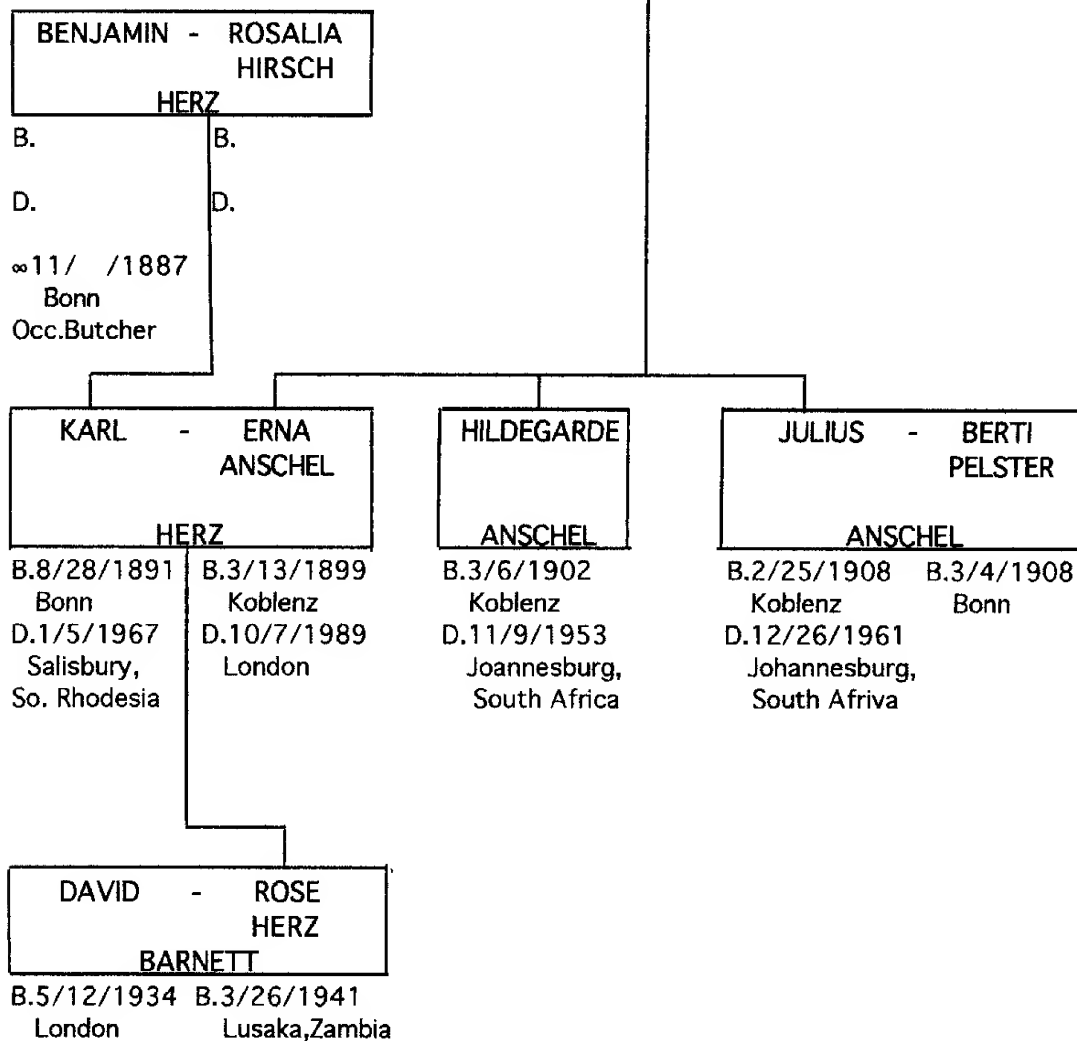 BENJAMIN - ROSALIA
HIRSCH
HERZ
B. B.
D. D.
∞11/ /1887
Bonn
Occ.Butcher
KARL - ERNA
ANSCHEL
HERZ
B.8/28/1891 B.3/13/1899
Bonn Koblenz
D.1/5/1967 D.10/7/1989
Salisbury, London
So. Rhodesia
HILDEGARDE
ANSCHEL
B.3/6/1902
Koblenz
D.11/9/1953
Joannesburg,
South Africa
JULIUS - BERTI
PELSTER
ANSCHEL
B.2/25/1908 B.3/4/1908
Koblenz Bonn
D.12/26/1961
Johannesburg,
South Afriva
DAVID - ROSE
HERZ
BARNETT
B.5/12/1934 B.3/26/1941
London Lusaka,Zambia